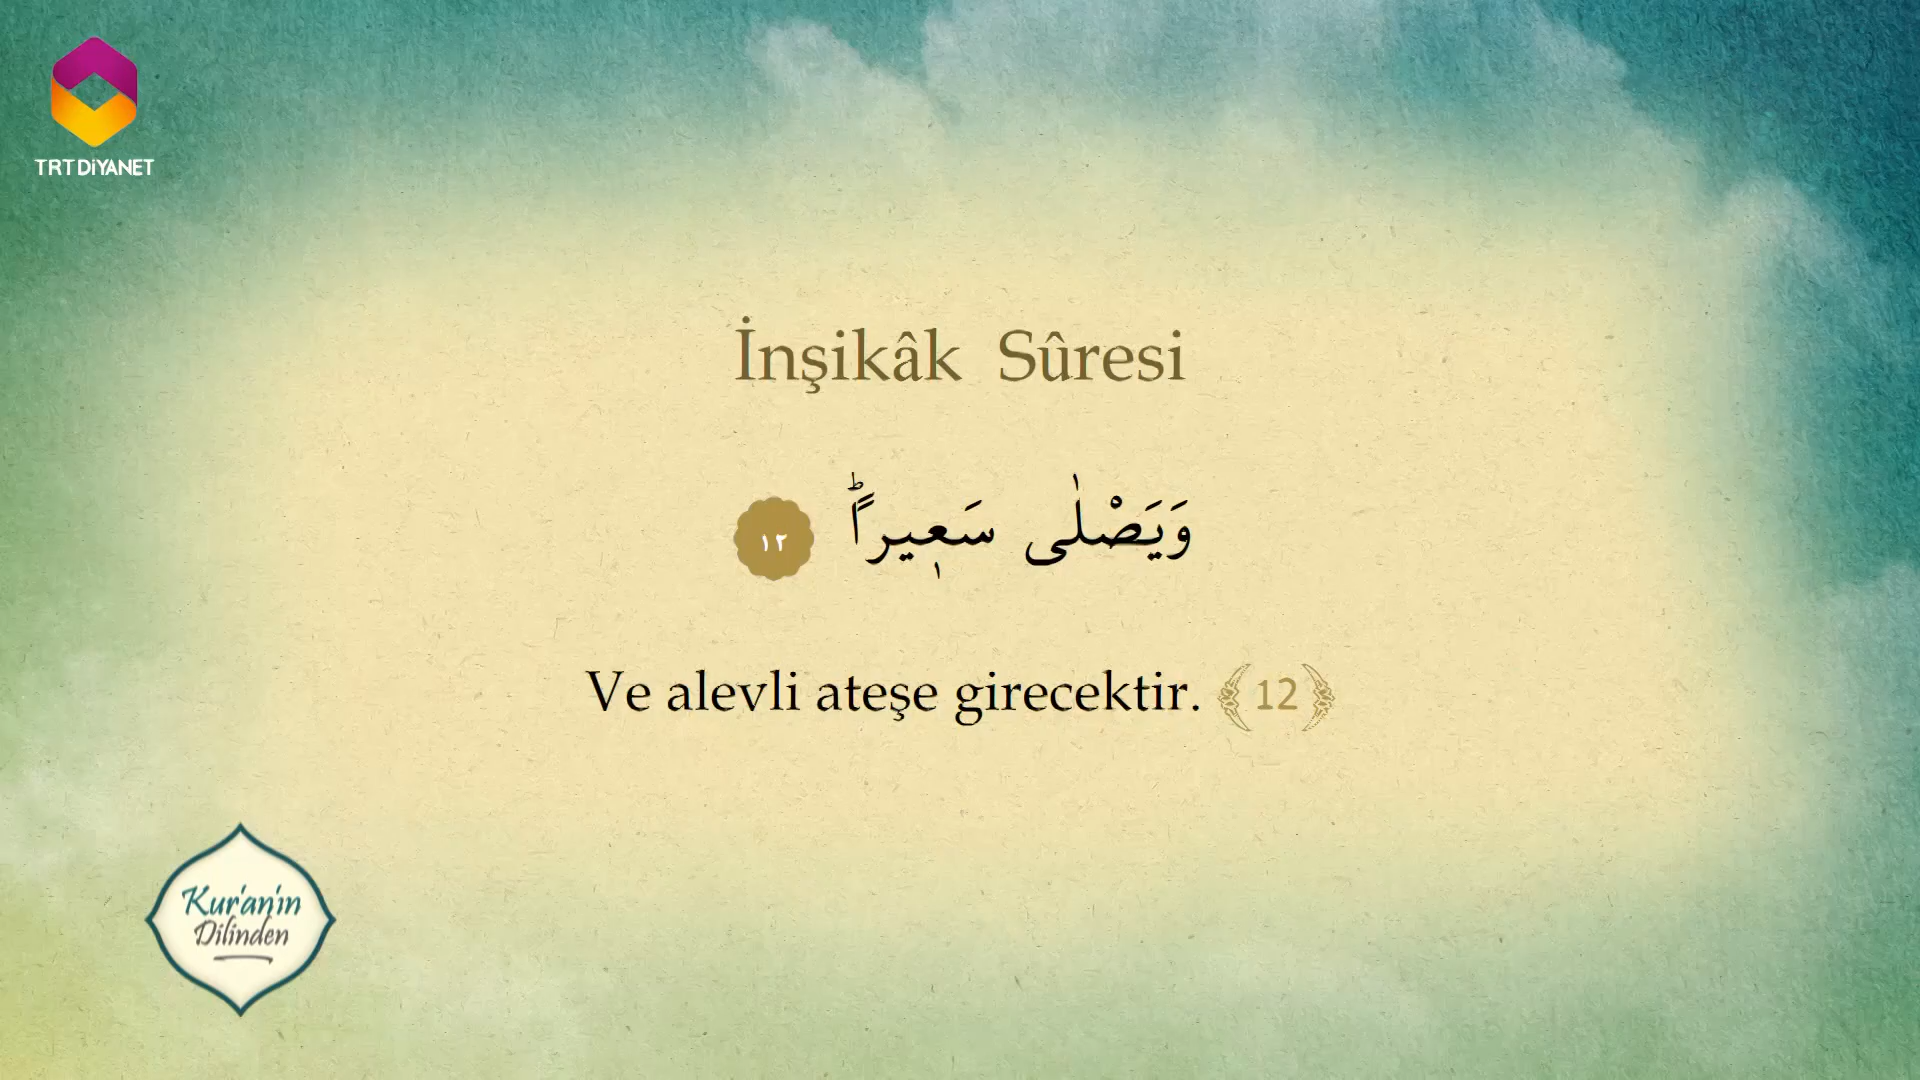 TRT DİYANET
İnşikâk Sûresi
وَيَصْلٰى سَع۪يراًۜ ١٢
Ve alevli ateşe girecektir. ﴾12﴿
Kur'an'ın
Dilinden